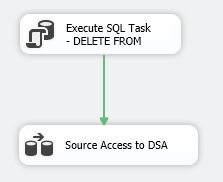 Execute SQL Task
- DELETE FROM
Source Access to DSA